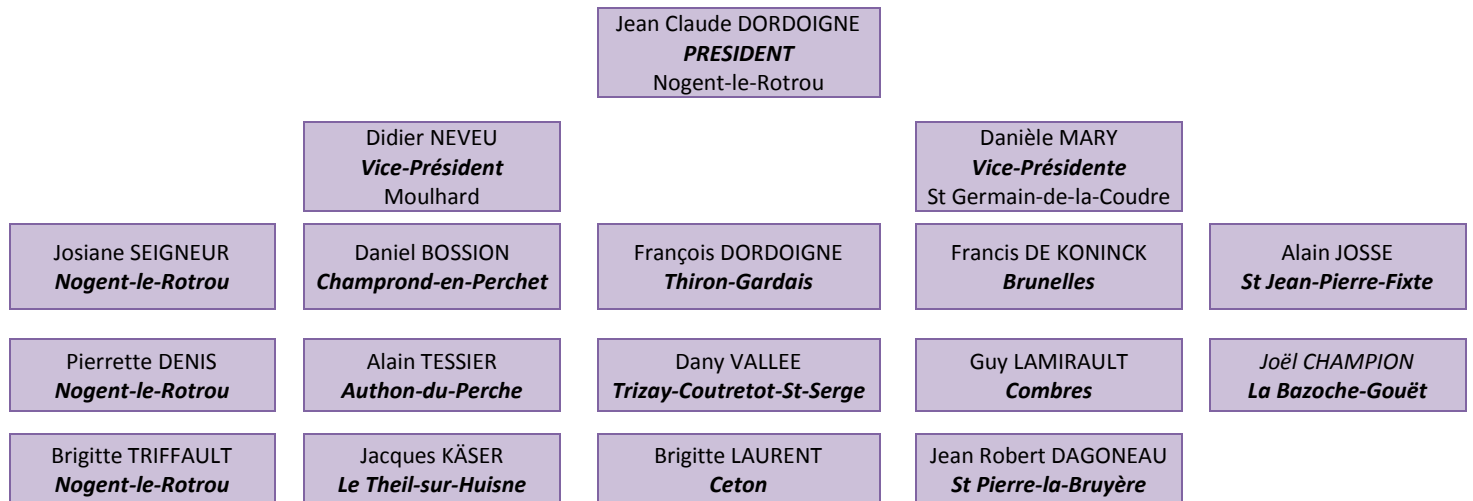 Jean Claude DORDOIGNE
PRESIDENT
Nogent-le-Rotrou
Didier NEVEU
Vice-Président
Moulhard
Danièle MARY
Vice-Présidente
St Germain-de-la-Coudre
Josiane SEIGNEUR
Nogent-le-Rotrou
Daniel BOSSION
Champrond-en-Perchet
François DORDOIGNE
Thiron-Gardais
Francis DE KONINCK
Brunelles
Alain JOSSE
St Jean-Pierre-Fixte
Pierrette DENIS
Nogent-le-Rotrou
Alain TESSIER
Authon-du-Perche
Dany VALLEE
Trizay-Coutretot-St-Serge
Guy LAMIRAULT
Combres
Joël CHAMPION
La Bazoche-Gouët
Brigitte TRIFFAULT
Nogent-le-Rotrou
Jacques KÄSER
Le Theil-sur-Huisne
Brigitte LAURENT
Ceton
Jean Robert DAGONEAU
St Pierre-la-Bruyère